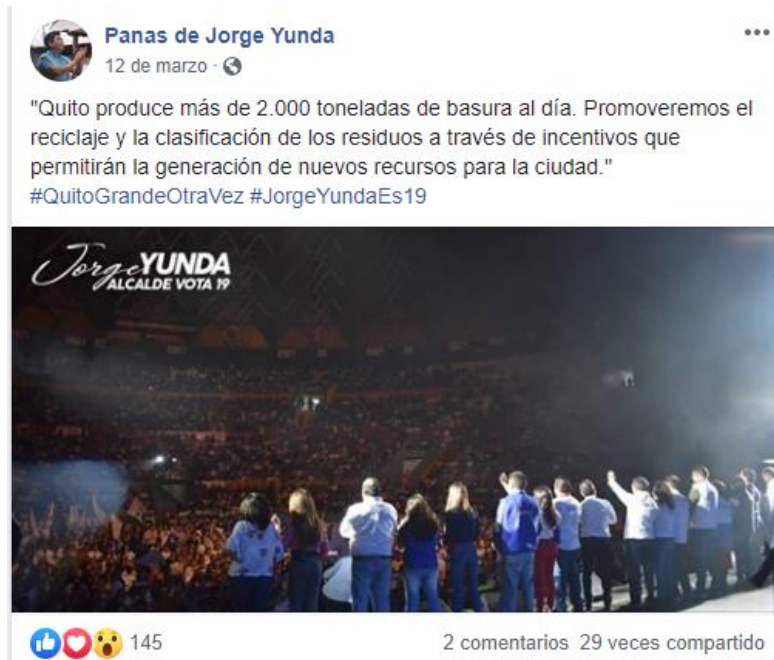 Panas de Jorge Yunda
12 de marzo ·
"Quito produce más de 2.000 toneladas de basura al día. Promoveremos el
reciclaje y la clasificación de los residuos a través de incentivos que
permitirán la generación de nuevos recursos para la ciudad."
#QuitoGrandeOtraVez #JorgeYundaEs19
Jorge YUNDA
ALCALDE VOTA 19
145
2 comentarios 29 veces compartido